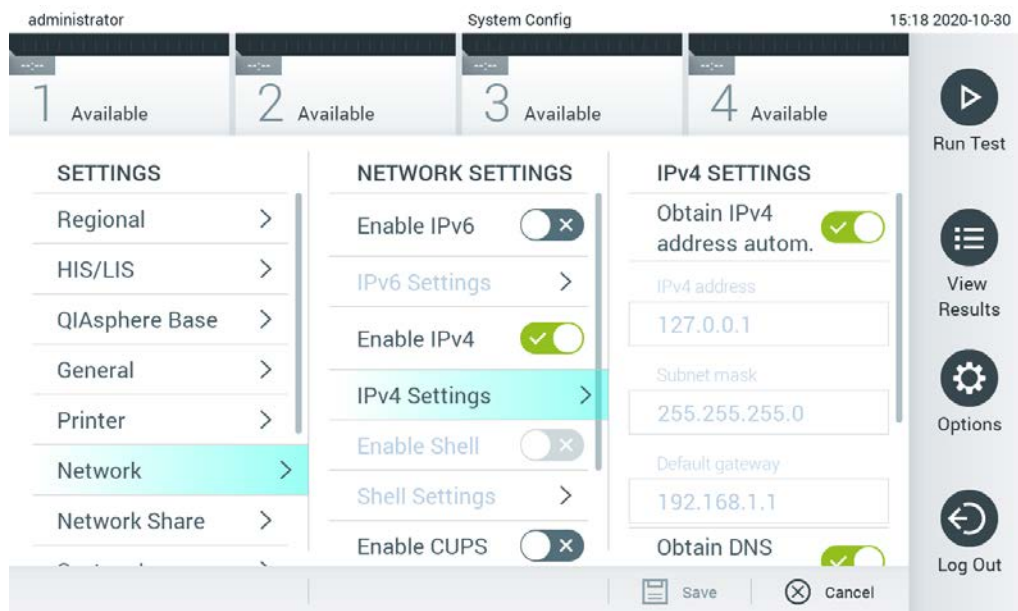 administrator
System Config
15:18 2020-10-30
--:--
1 Available
--:--
2 Available
--:--
3 Available
--:--
4 Available
Run Test
View
Results
Options
Log Out
SETTINGS
Regional
HIS/LIS
QIAsphere Base
General
Printer
Network
Network Share
NETWORK SETTINGS
Enable IPv6
IPv6 Settings
Enable IPv4
IPv4 Settings
Enable Shell
Shell Settings
Enable CUPS
IPv4 SETTINGS
Obtain IPv4
address autom.
IPv4 address
127.0.0.1
Subnet mask
255.255.255.0
Default gateway
192.168.1.1
Obtain DNS
Save
Cancel